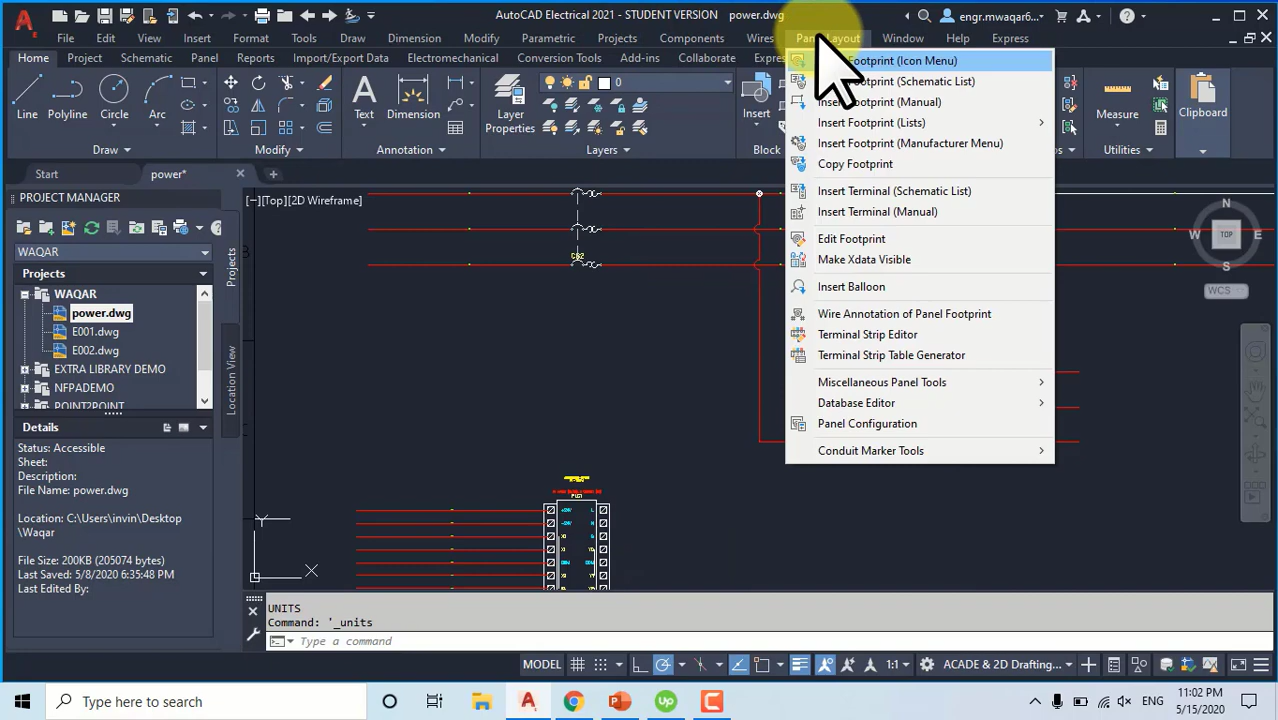 AutoCAD Electrical 2021 - STUDENT VERSION power.dwg
engr.mwaqar6...
File Edit View Insert Format Tools Draw Dimension Modify Parametric Projects Components Wires Panel Layout Window Help Express
Home Schematic Panel Reports Import/Export Data Electrical Add-ins Collaborate
Line Polyline Circle Arc Text Dimension Layer Properties 0 Insert Measure Clipboard
Draw Modify Annotation Layers Block Utilities
Start power*
PROJECT MANAGER
[−][Top][2D Wireframe]
WAQAR
Projects
WAQAR
power.dwg
E001.dwg
E002.dwg
EXTRA LIBRARY DEMO
NFPADEMO
POINT2POINT
Projects
Location View
Details
Status: Accessible
Sheet:
Description:
File Name: power.dwg
Location: C:\Users\invin\Desktop
\Waqar
File Size: 200KB (205074 bytes)
Last Saved: 5/8/2020 6:35:48 PM
Last Edited By:
Footprint (Icon Menu)
Footprint (Schematic List)
Insert Footprint (Manual)
Insert Footprint (Lists)
Insert Footprint (Manufacturer Menu)
Copy Footprint
Insert Terminal (Schematic List)
Insert Terminal (Manual)
Edit Footprint
Make Xdata Visible
Insert Balloon
Wire Annotation of Panel Footprint
Terminal Strip Editor
Terminal Strip Table Generator
Miscellaneous Panel Tools
Database Editor
Panel Configuration
Conduit Marker Tools
N
W TOP E
S
WCS
Y
X
UNITS
Command: '_units
Type a command
MODEL 1:1 ACADE & 2D Drafting...
Type here to search
ENG
11:02 PM
5/15/2020